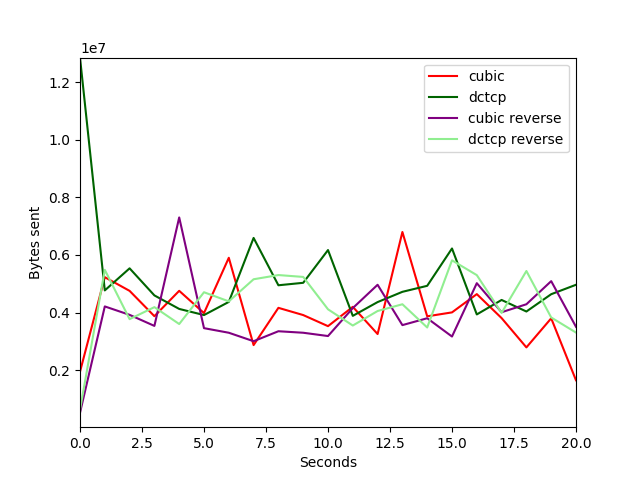 1e7
1.2
1.0
0.8
0.6
0.4
0.2
Bytes sent
cubic
dctcp
cubic reverse
dctcp reverse
0.0 2.5 5.0 7.5 10.0 12.5 15.0 17.5 20.0
Seconds